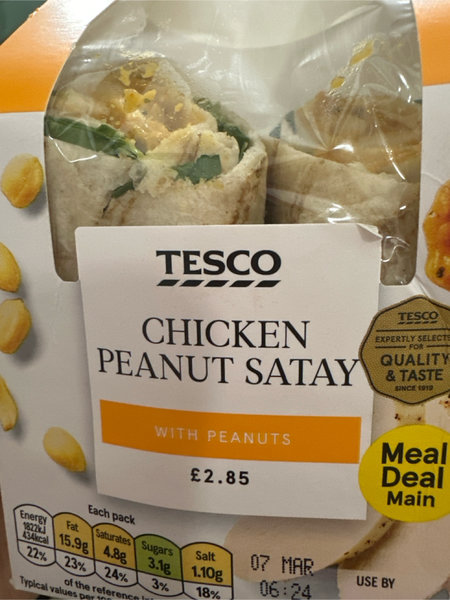 TESCO
CHICKEN
PEANUT SATAY
WITH PEANUTS
£2.85
TESCO
EXPERTLY SELECTED
FOR
QUALITY
& TASTE
SINCE 1919
Meal
Deal
Main
Each pack
Energy
1822kJ
434kcal
22%
Fat
15.9g
23%
Saturates
4.8g
24%
Sugars
3.1g
3%
Salt
1.10g
18%
of the reference
Typical values per
07 MAR
06:24
USE BY